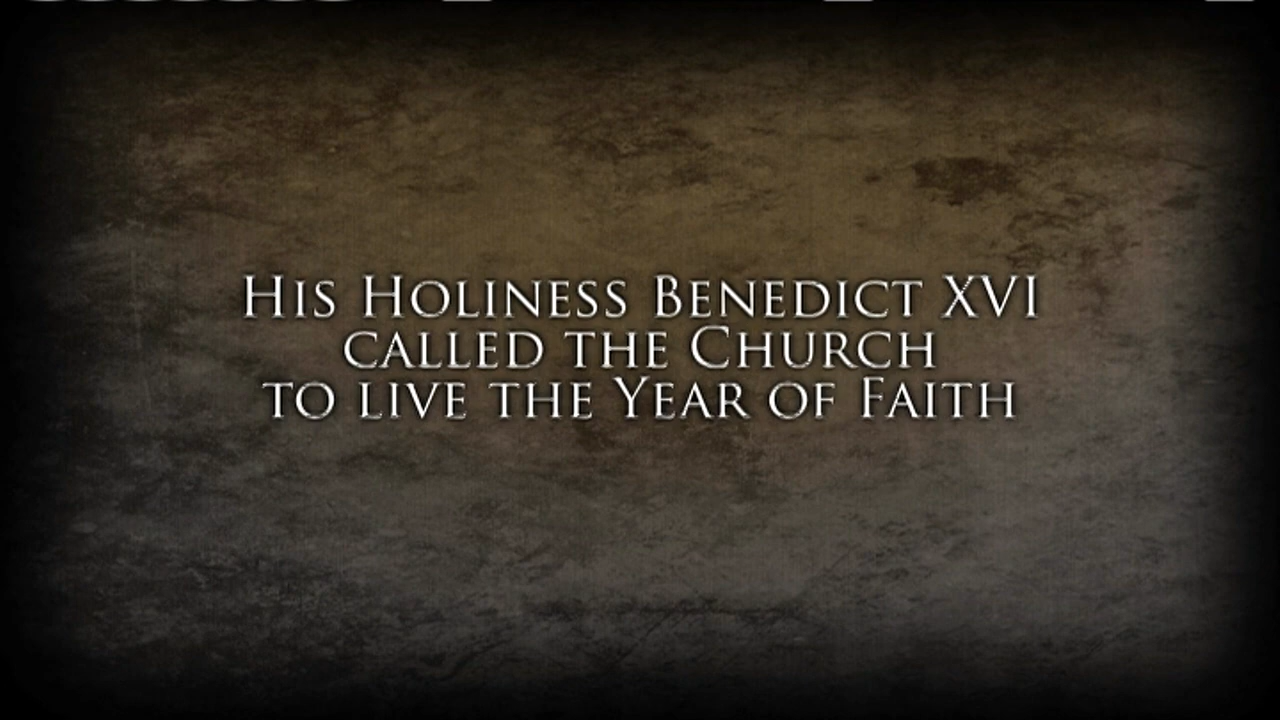 His Holiness Benedict XVI
called the Church
to live the Year of Faith